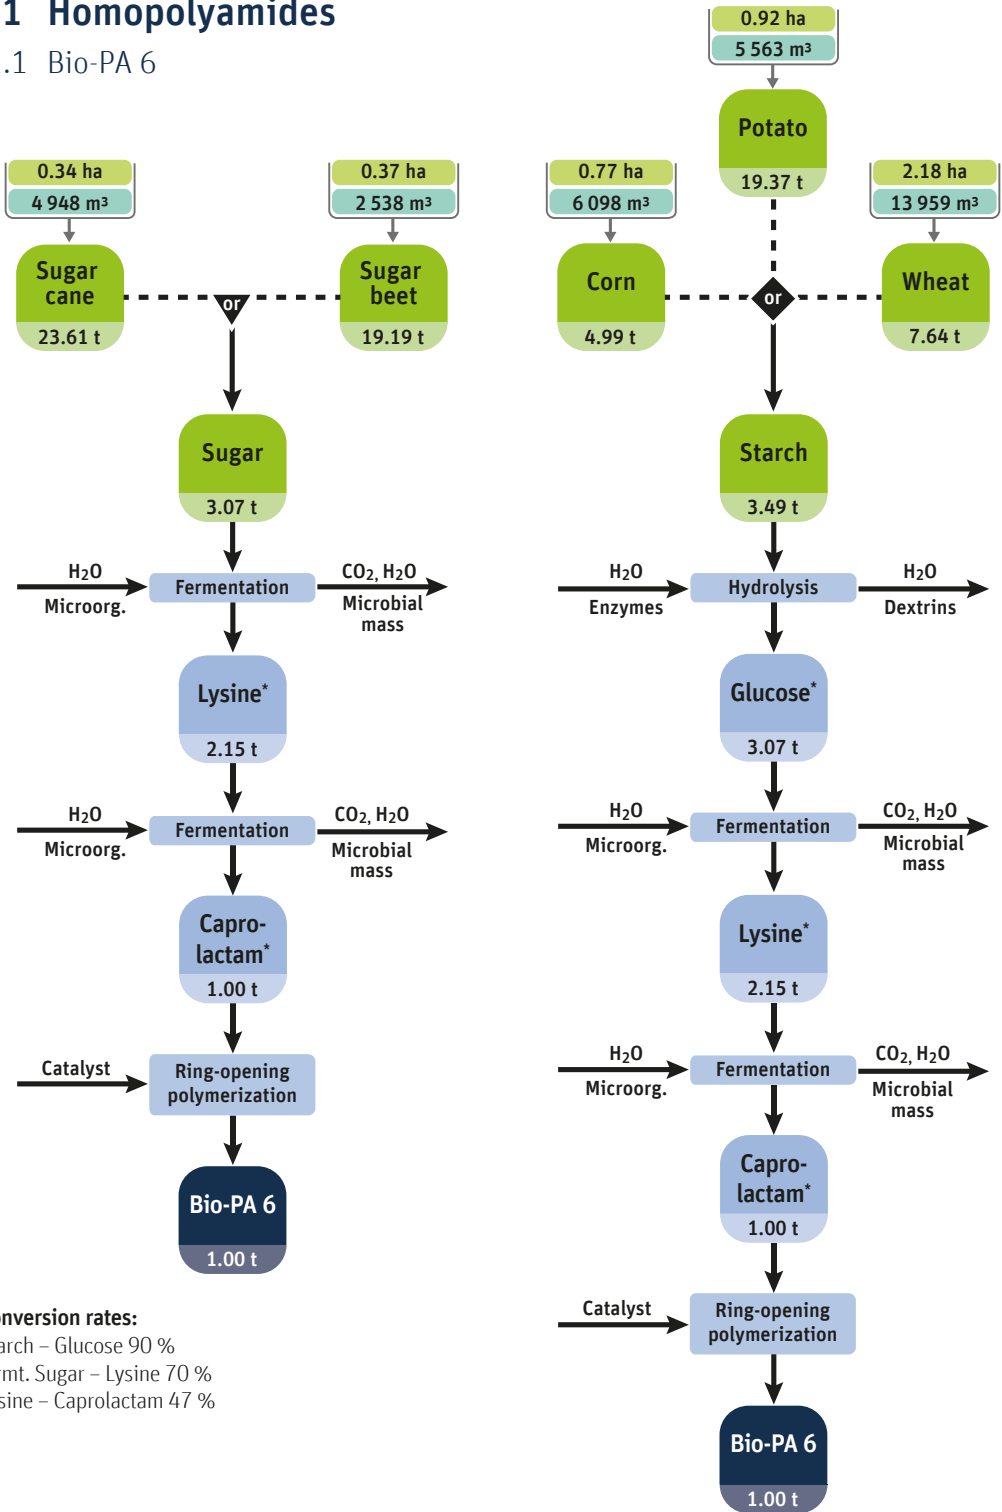 1 Homopolyamides
.1 Bio-PA 6
0.34 ha
4 948 m³
Sugar
cane
23.61 t
or
0.37 ha
2 538 m³
Sugar
beet
19.19 t
Sugar
3.07 t
H₂O
Microorg.
Fermentation
CO₂, H₂O
Microbial
mass
Lysine*
2.15 t
H₂O
Microorg.
Fermentation
CO₂, H₂O
Microbial
mass
Capro-
lactam*
1.00 t
Catalyst
Ring-opening
polymerization
Bio-PA 6
1.00 t
onversion rates:
arch – Glucose 90 %
rmt. Sugar – Lysine 70 %
sine – Caprolactam 47 %
0.92 ha
5 563 m³
Potato
19.37 t
0.77 ha
6 098 m³
Corn
4.99 t
or
2.18 ha
13 959 m³
Wheat
7.64 t
Starch
3.49 t
H₂O
Enzymes
Hydrolysis
H₂O
Dextrins
Glucose*
3.07 t
H₂O
Microorg.
Fermentation
CO₂, H₂O
Microbial
mass
Lysine*
2.15 t
H₂O
Microorg.
Fermentation
CO₂, H₂O
Microbial
mass
Capro-
lactam*
1.00 t
Catalyst
Ring-opening
polymerization
Bio-PA 6
1.00 t